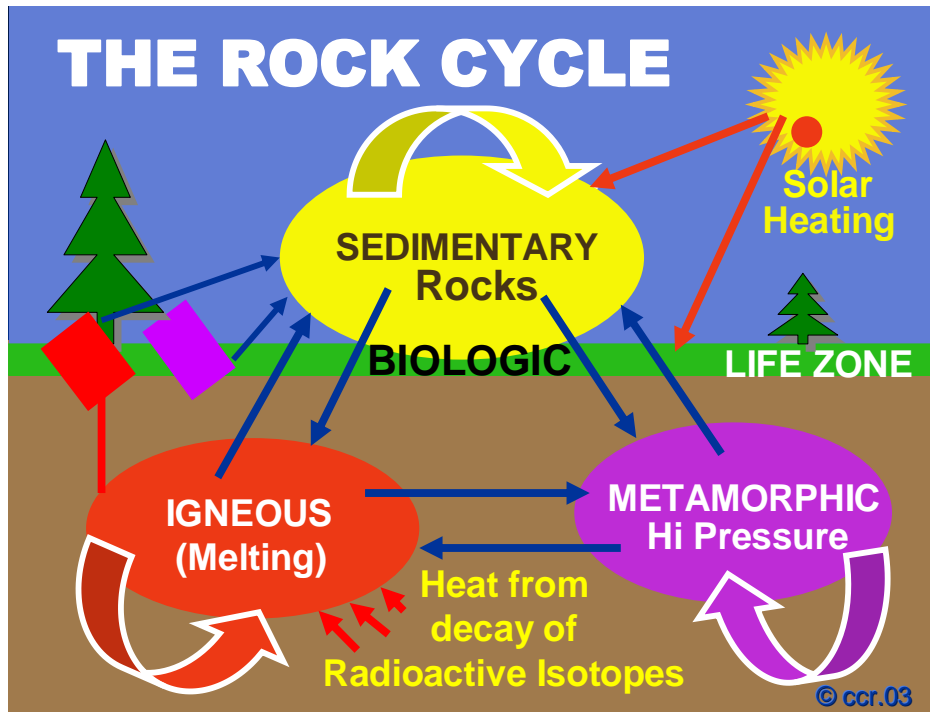 THE ROCK CYCLE
Solar
Heating
SEDIMENTARY
Rocks
BIOLOGIC
LIFE ZONE
IGNEOUS
(Melting)
METAMORPHIC
Hi Pressure
Heat from
decay of
Radioactive Isotopes
© ccr.03